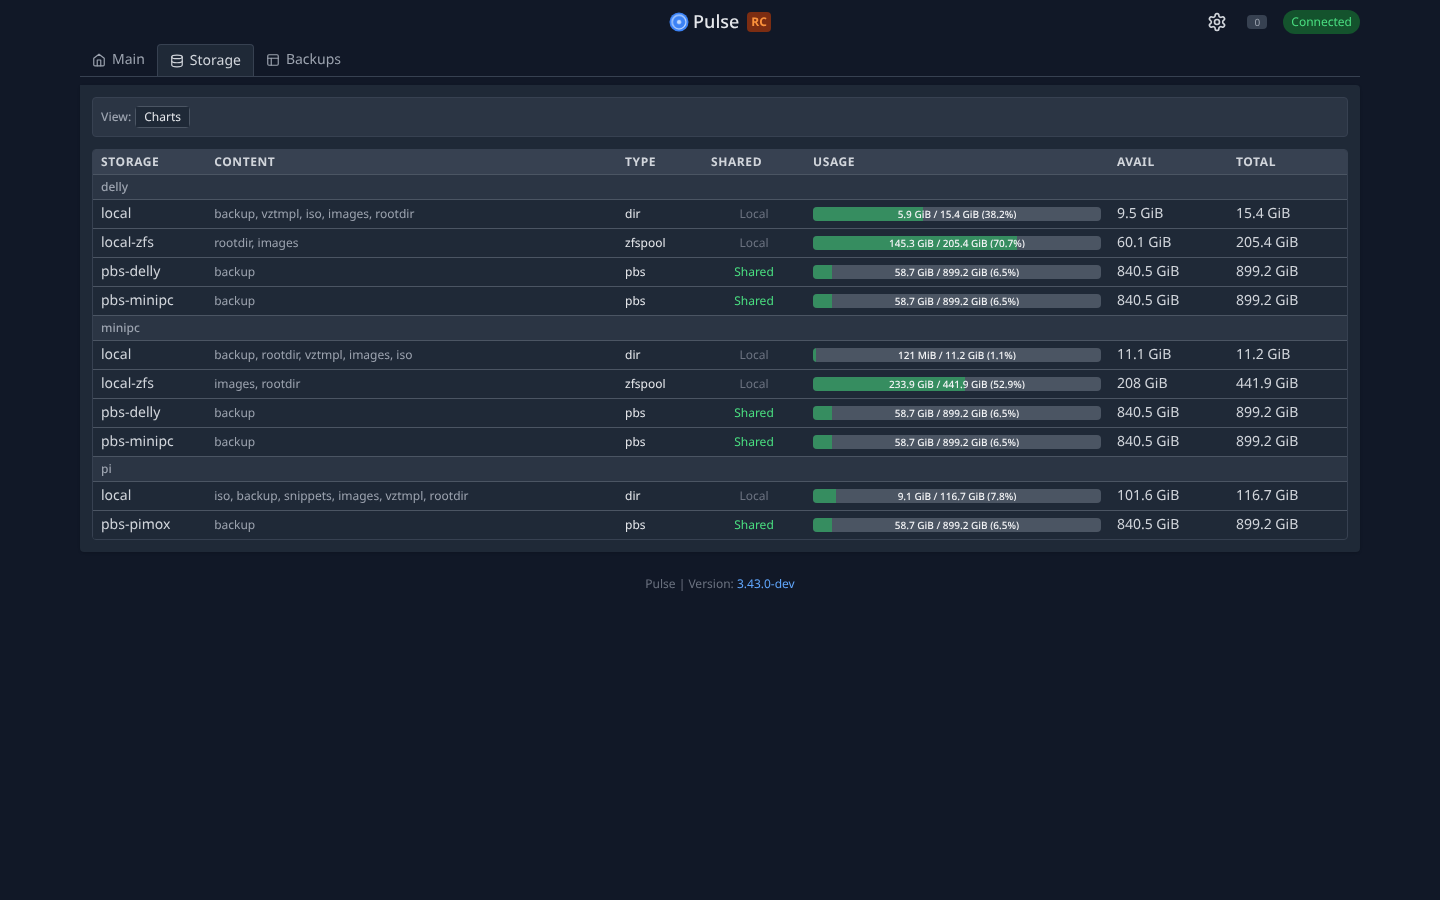 Pulse RC
0 Connected
Main Storage Backups
View: Charts
STORAGE CONTENT TYPE SHARED USAGE AVAIL TOTAL
delly
local backup, vztmpl, iso, images, rootdir dir Local 5.9 GiB / 15.4 GiB (38.2%) 9.5 GiB 15.4 GiB
local-zfs rootdir, images zfspool Local 145.3 GiB / 205.4 GiB (70.7%) 60.1 GiB 205.4 GiB
pbs-delly backup pbs Shared 58.7 GiB / 899.2 GiB (6.5%) 840.5 GiB 899.2 GiB
pbs-minipc backup pbs Shared 58.7 GiB / 899.2 GiB (6.5%) 840.5 GiB 899.2 GiB
minipc
local backup, rootdir, vztmpl, images, iso dir Local 121 MiB / 11.2 GiB (1.1%) 11.1 GiB 11.2 GiB
local-zfs images, rootdir zfspool Local 233.9 GiB / 441.9 GiB (52.9%) 208 GiB 441.9 GiB
pbs-delly backup pbs Shared 58.7 GiB / 899.2 GiB (6.5%) 840.5 GiB 899.2 GiB
pbs-minipc backup pbs Shared 58.7 GiB / 899.2 GiB (6.5%) 840.5 GiB 899.2 GiB
pi
local iso, backup, snippets, images, vztmpl, rootdir dir Local 9.1 GiB / 116.7 GiB (7.8%) 101.6 GiB 116.7 GiB
pbs-pimox backup pbs Shared 58.7 GiB / 899.2 GiB (6.5%) 840.5 GiB 899.2 GiB
Pulse | Version: 3.43.0-dev